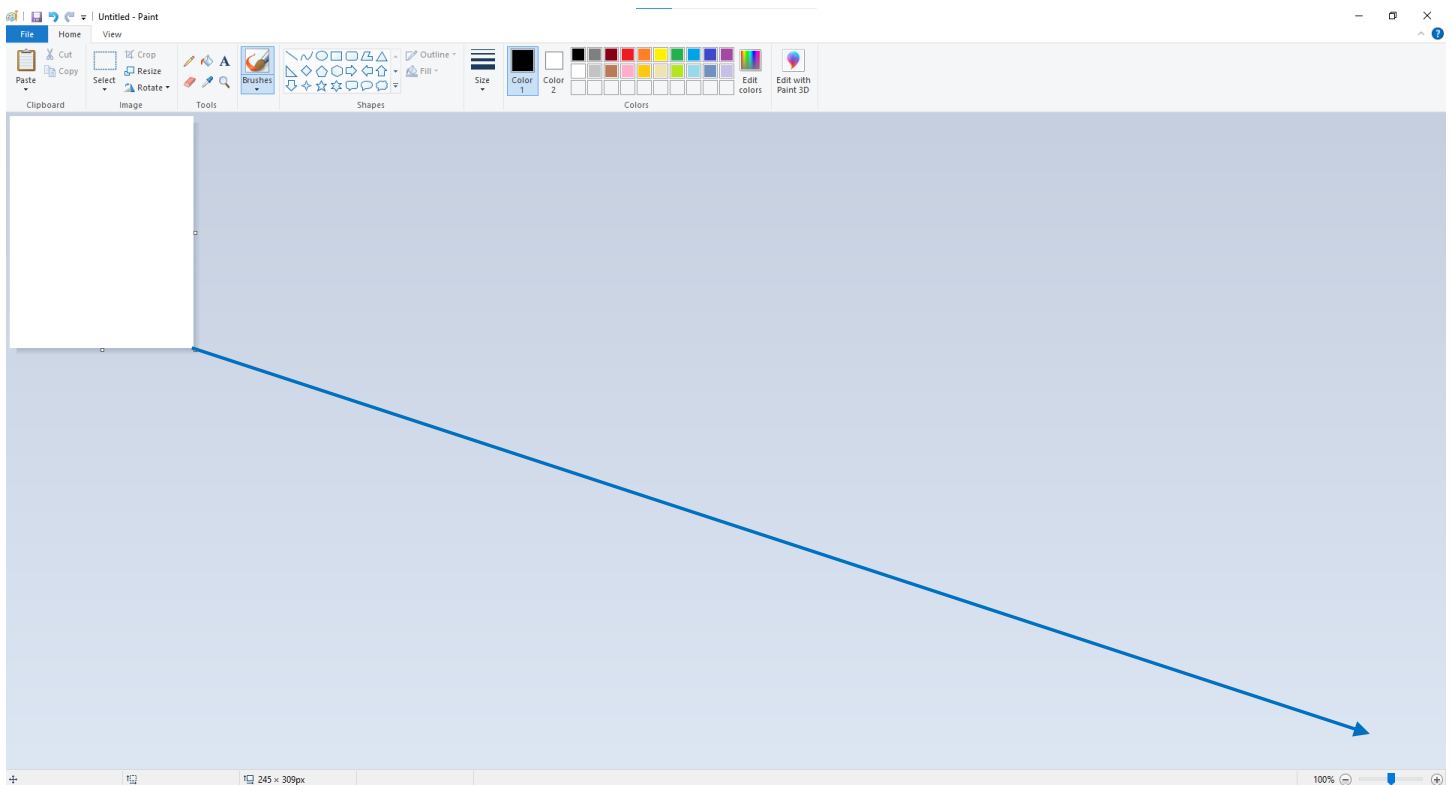 Untitled - Paint
File Home View
Paste
Cut
Copy
Clipboard
Select
Crop
Resize
Rotate
Image
A
Tools
Brushes
Shapes
Outline
Fill
Size
Color
1
Color
2
Colors
Edit
colors
Edit with
Paint 3D
245 × 309px
100%